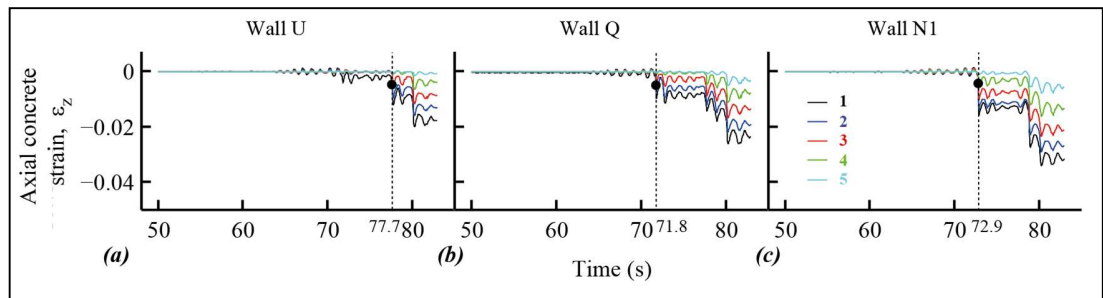 Wall U
Wall Q
Wall N1
Axial concrete
strain, ε_z
0
−0.02
−0.04
1
2
3
4
5
50 60 70 77.7 80
50 60 70 71.8 80
50 60 70 72.9 80
(a)
(b)
(c)
Time (s)